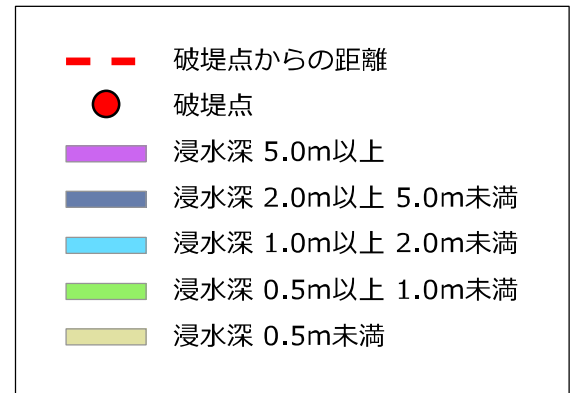 破堤点からの距離
破堤点
浸水深 5.0m以上
浸水深 2.0m以上 5.0m未満
浸水深 1.0m以上 2.0m未満
浸水深 0.5m以上 1.0m未満
浸水深 0.5m未満